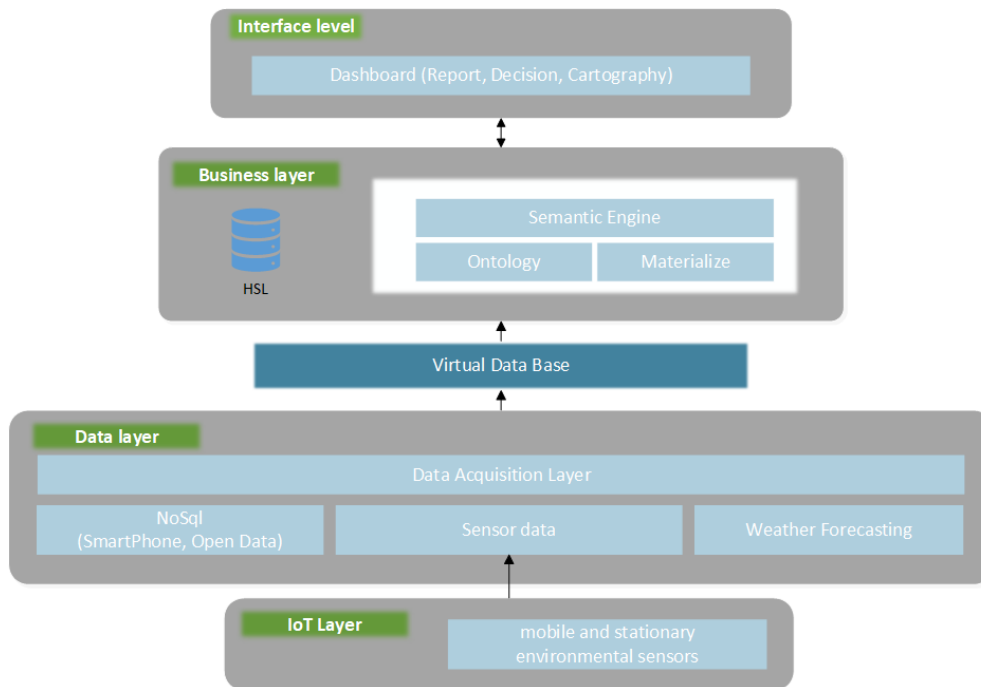 Interface level
Dashboard (Report, Decision, Cartography)
Business layer
Semantic Engine
Ontology
Materialize
HSL
Virtual Data Base
Data layer
Data Acquisition Layer
NoSql
(SmartPhone, Open Data)
Sensor data
Weather Forecasting
IoT Layer
mobile and stationary
environmental sensors